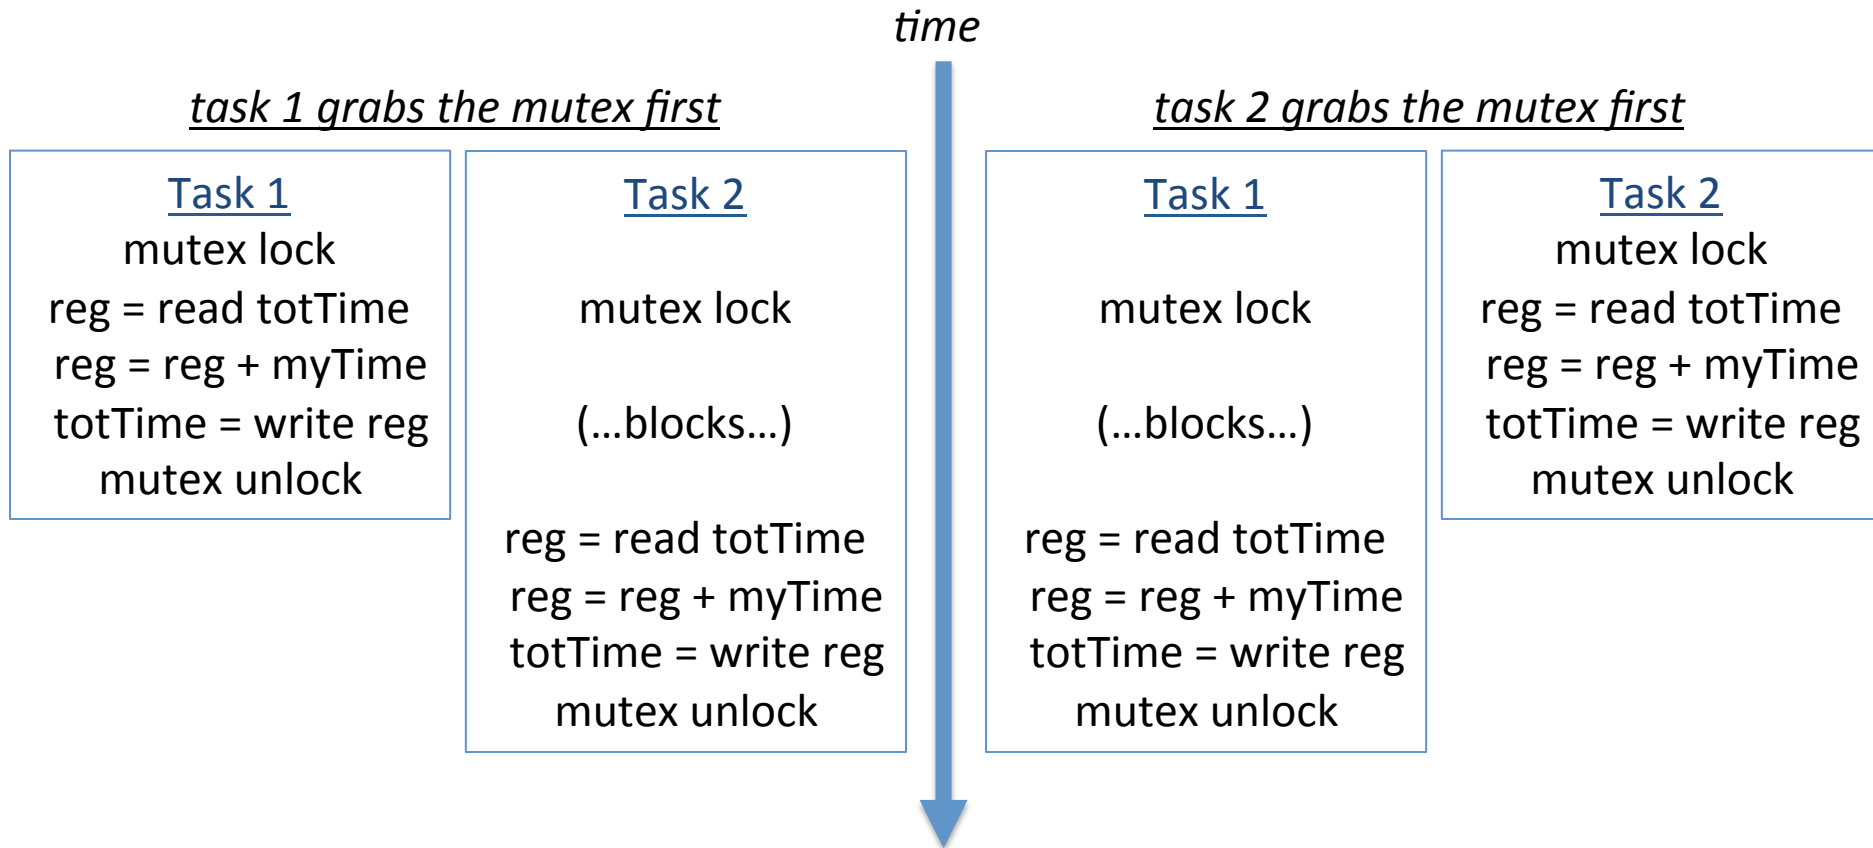 time
task 1 grabs the mutex first
Task 1
mutex lock
reg = read totTime
reg = reg + myTime
totTime = write reg
mutex unlock
Task 2
mutex lock
(...blocks...)
reg = read totTime
reg = reg + myTime
totTime = write reg
mutex unlock
task 2 grabs the mutex first
Task 1
mutex lock
(...blocks...)
reg = read totTime
reg = reg + myTime
totTime = write reg
mutex unlock
Task 2
mutex lock
reg = read totTime
reg = reg + myTime
totTime = write reg
mutex unlock